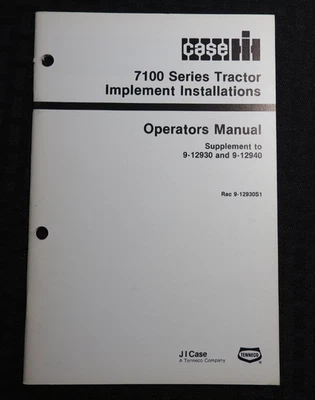 case IH
7100 Series Tractor
Implement Installations
Operators Manual
Supplement to
9-12930 and 9-12940
Rac 9-12930S1
J I Case
A Tenneco Company
TENNECO